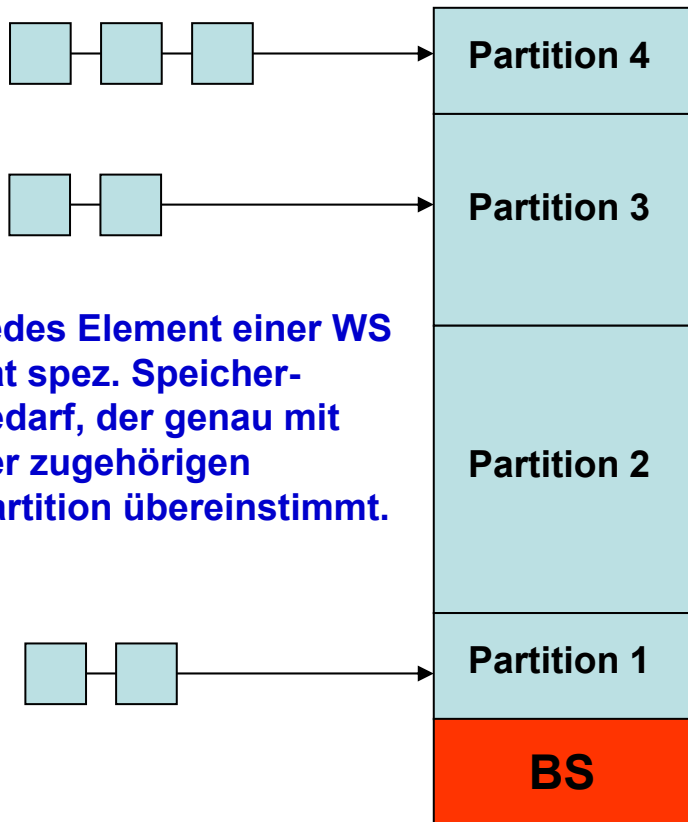 Partition 4
Partition 3
edes Element einer WS
at spez. Speicher-
edarf, der genau mit
er zugehörigen
artition übereinstimmt.
Partition 2
Partition 1
BS